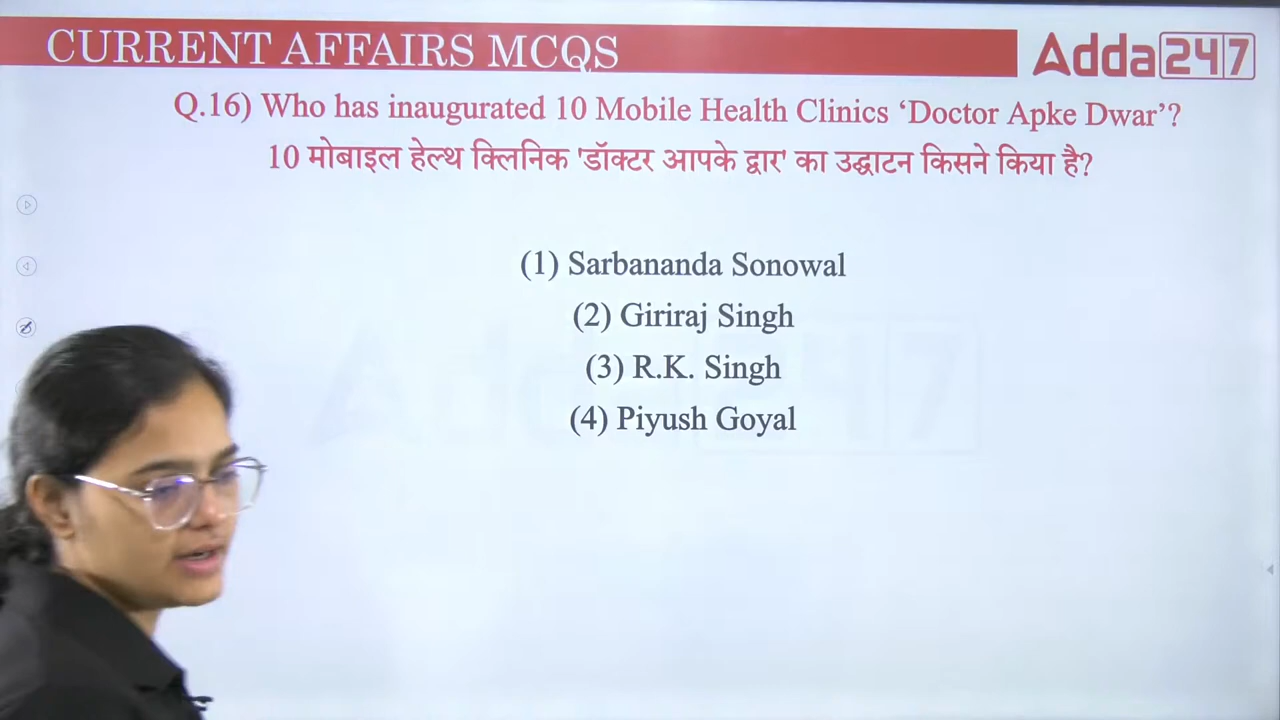 CURRENT AFFAIRS MCQS
Adda247
Q.16) Who has inaugurated 10 Mobile Health Clinics ‘Doctor Apke Dwar’?
10 मोबाइल हेल्थ क्लिनिक 'डॉक्टर आपके द्वार' का उद्घाटन किसने किया है?
(1) Sarbananda Sonowal
(2) Giriraj Singh
(3) R.K. Singh
(4) Piyush Goyal